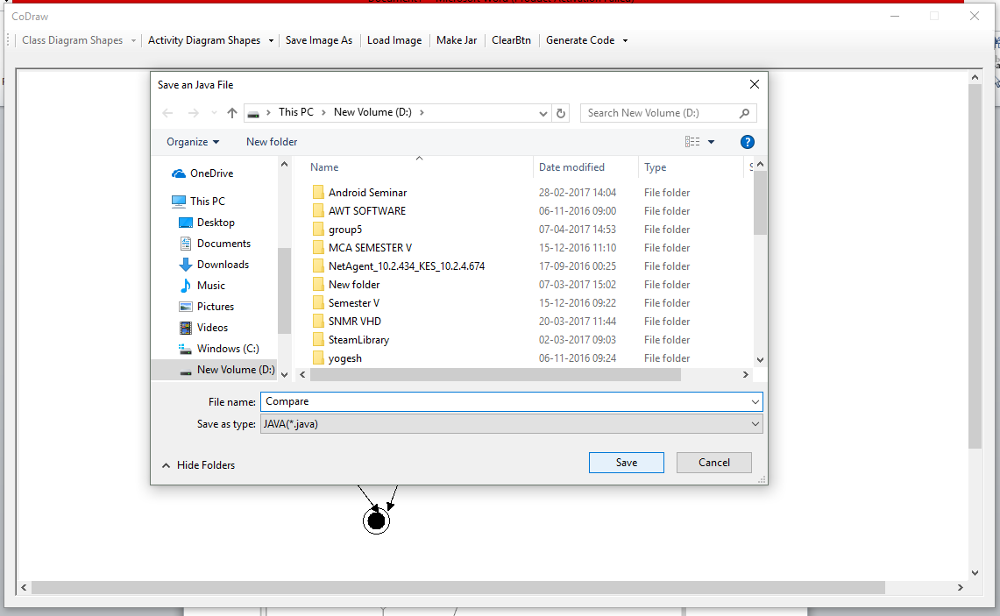 CoDraw
Class Diagram Shapes Activity Diagram Shapes Save Image As Load Image Make Jar ClearBtn Generate Code
Save an Java File
This PC New Volume (D:) Search New Volume (D:)
Organize New folder
OneDrive
This PC
Desktop
Documents
Downloads
Music
Pictures
Videos
Windows (C:)
New Volume (D:)
Name Date modified Type
Android Seminar 28-02-2017 14:04 File folder
AWT SOFTWARE 06-11-2016 09:00 File folder
group5 07-04-2017 14:53 File folder
MCA SEMESTER V 15-12-2016 11:10 File folder
NetAgent_10.2.434_KES_10.2.4.674 17-09-2016 00:25 File folder
New folder 07-03-2017 15:02 File folder
Semester V 15-12-2016 09:22 File folder
SNMR VHD 20-03-2017 11:44 File folder
SteamLibrary 02-03-2017 09:03 File folder
yogesh 06-11-2016 09:24 File folder
File name: Compare
Save as type: JAVA(*.java)
Hide Folders Save Cancel